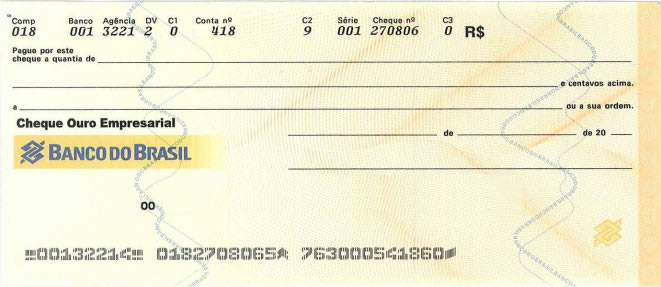 Comp Banco Agência DV C1 Conta nº C2 Série Cheque nº C3
018 001 3221 2 0 418 9 001 270806 0 R$
Pague por este
cheque a quantia de
e centavos acima.
a ou a sua ordem.
Cheque Ouro Empresarial
de de 20
BANCO DO BRASIL
00
00132214 0182708065 763000541860